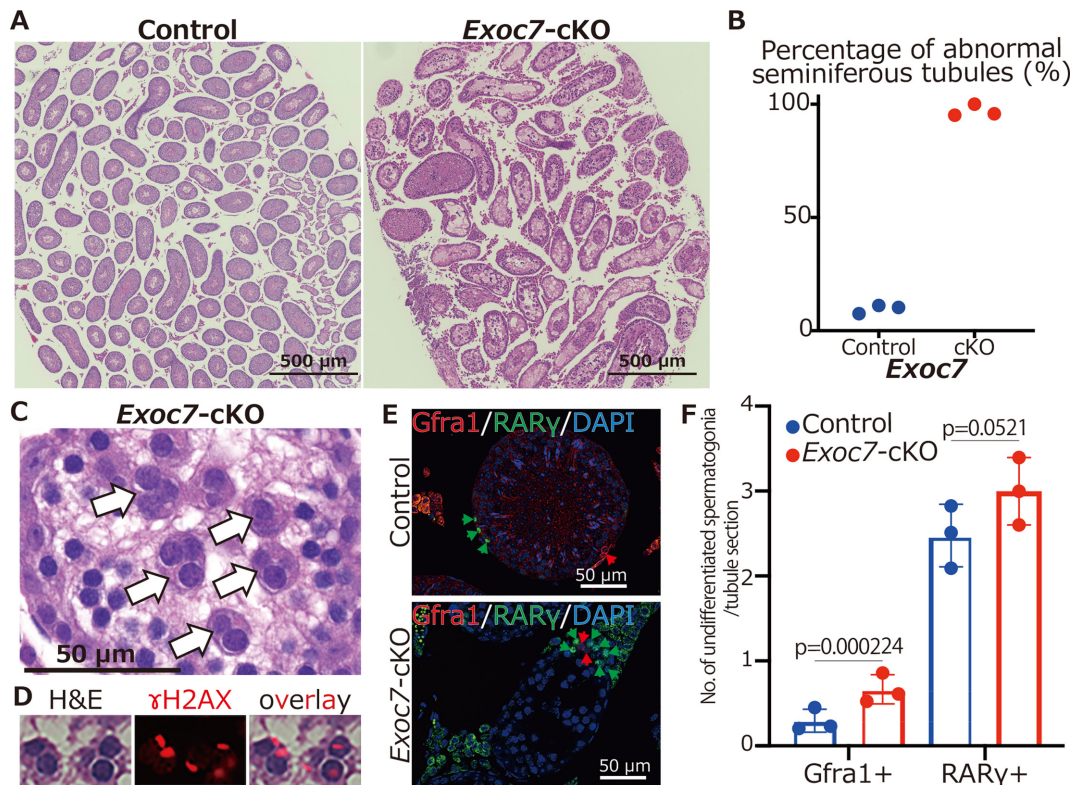 A
Control
Exoc7-cKO
500 µm
500 µm
B
Percentage of abnormal
seminiferous tubules (%)
100
50
0
Control
cKO
Exoc7
C
Exoc7-cKO
50 µm
D
H&E
ɤH2AX
overlay
E
Gfra1/RARγ/DAPI
Control
50 µm
Gfra1/RARγ/DAPI
Exoc7-cKO
50 µm
F
No. of undifferentiated spermatogonia
/tubule section
4
3
2
1
0
Control
Exoc7-cKO
p=0.0521
p=0.000224
Gfra1+
RARγ+